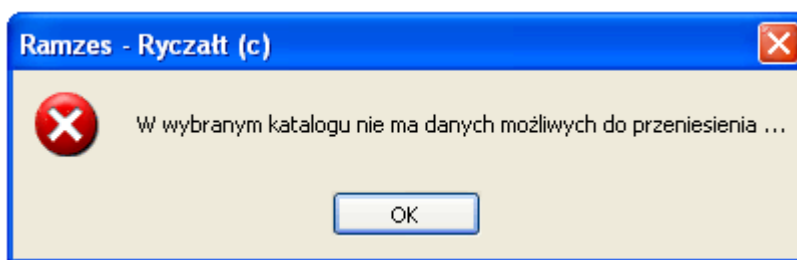 Ramzes - Ryczałt (c)
W wybranym katalogu nie ma danych możliwych do przeniesienia ...
OK